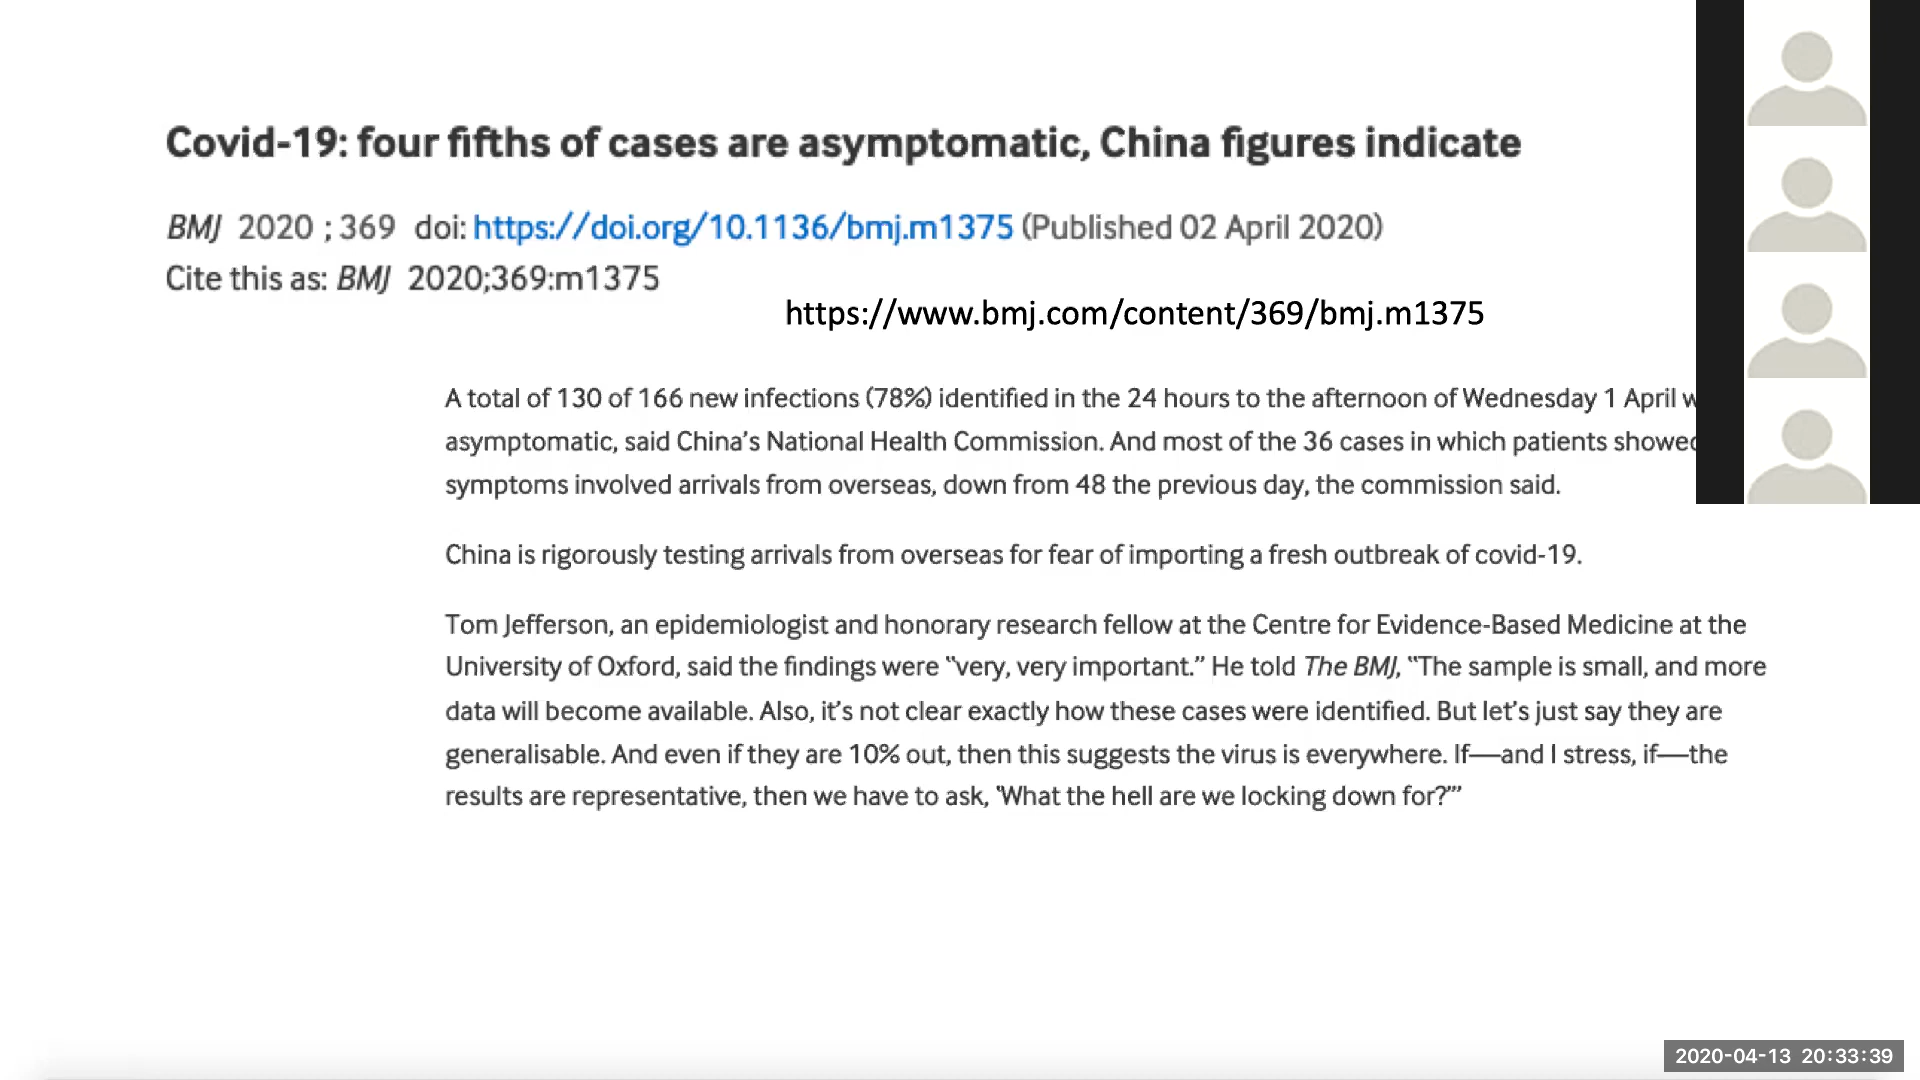 Covid-19: four fifths of cases are asymptomatic, China figures indicate
BMJ 2020 ; 369 doi: https://doi.org/10.1136/bmj.m1375 (Published 02 April 2020)
Cite this as: BMJ 2020;369:m1375
https://www.bmj.com/content/369/bmj.m1375
A total of 130 of 166 new infections (78%) identified in the 24 hours to the afternoon of Wednesday 1 April
asymptomatic, said China’s National Health Commission. And most of the 36 cases in which patients showed
symptoms involved arrivals from overseas, down from 48 the previous day, the commission said.
China is rigorously testing arrivals from overseas for fear of importing a fresh outbreak of covid-19.
Tom Jefferson, an epidemiologist and honorary research fellow at the Centre for Evidence-Based Medicine at the
University of Oxford, said the findings were “very, very important.” He told The BMJ, “The sample is small, and more
data will become available. Also, it’s not clear exactly how these cases were identified. But let’s just say they are
generalisable. And even if they are 10% out, then this suggests the virus is everywhere. If—and I stress, if—the
results are representative, then we have to ask, ‘What the hell are we locking down for?’”
2020-04-13 20:33:39